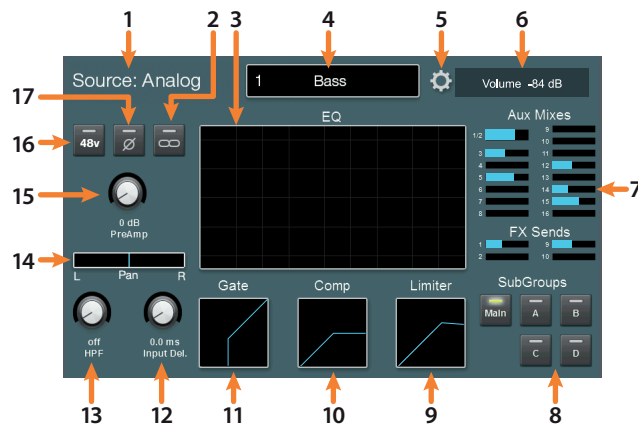 1 2 3 4 5 6
Source: Analog
1 Bass
Volume -84 dB
17
EQ
Aux Mixes
16
48v
Ø
1/2
3
4
5
6
7
8
9
10
11
12
13
14
15
16
7
15
0 dB
PreAmp
14
L Pan R
FX Sends
1
2
9
10
Gate
Comp
Limiter
SubGroups
Main A B
C D
off
HPF
0.0 ms
Input Del.
13 12 11 10 9 8